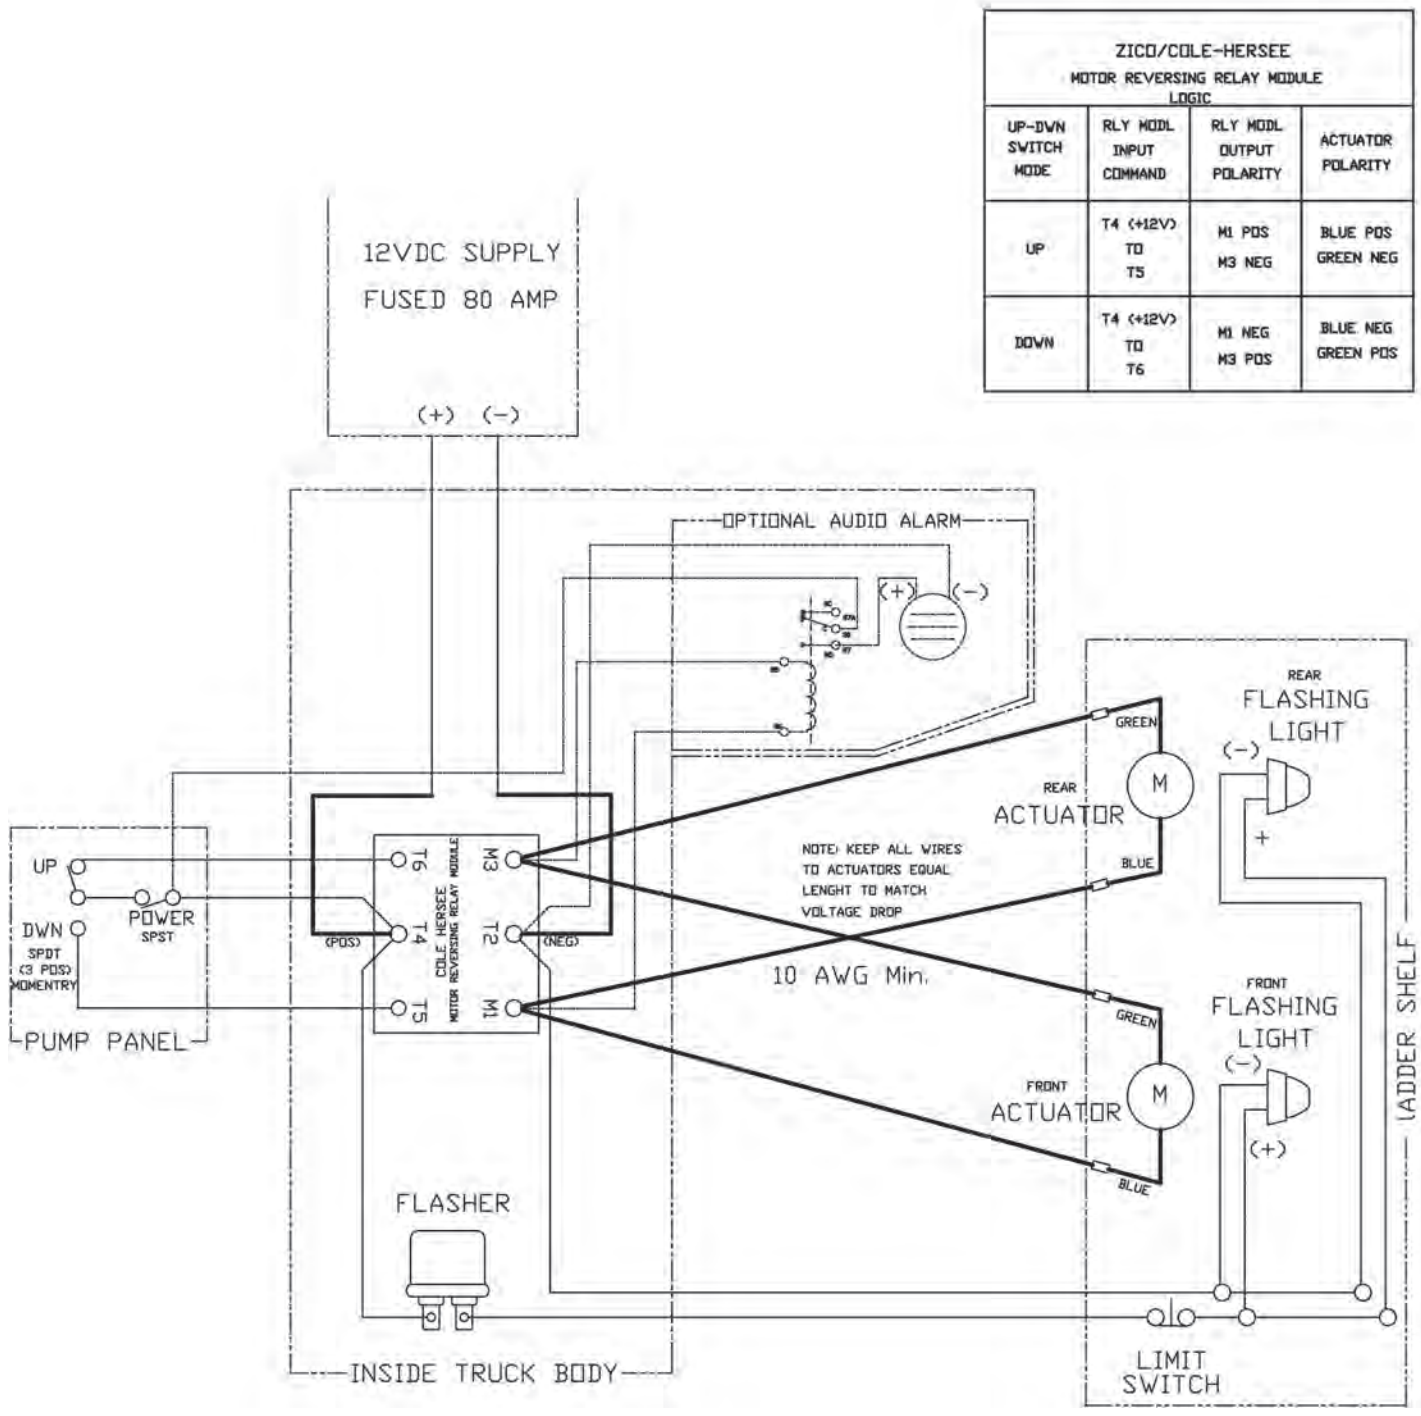 ZICO/COLE-HERSEE
MOTOR REVERSING RELAY MODULE
LOGIC
UP-DWN
SWITCH
MODE
RLY MODL
INPUT
COMMAND
RLY MODL
OUTPUT
POLARITY
ACTUATOR
POLARITY
UP
T4 (+12V)
TO
T5
M1 POS
M3 NEG
BLUE POS
GREEN NEG
DOWN
T4 (+12V)
TO
T6
M1 NEG
M3 POS
BLUE NEG
GREEN POS
12VDC SUPPLY
FUSED 80 AMP
(+) (-)
OPTIONAL AUDIO ALARM
(+) (-)
NC
87A
C
NO
87
REAR
FLASHING
LIGHT
(-)
+
GREEN
M
REAR
ACTUATOR
BLUE
NOTE: KEEP ALL WIRES
TO ACTUATORS EQUAL
LENGHT TO MATCH
VOLTAGE DROP
10 AWG Min.
UP
POWER
SPST
DWN
SPDT
(3 POS)
MOMENTRY
PUMP PANEL
T6
T4
T5
COLE HERSEE
MOTOR REVERSING RELAY MODULE
M3
T2
M1
(POS)
(NEG)
FRONT
FLASHING
LIGHT
(-)
(+)
GREEN
M
FRONT
ACTUATOR
BLUE
LADDER SHELF
FLASHER
INSIDE TRUCK BODY
LIMIT
SWITCH